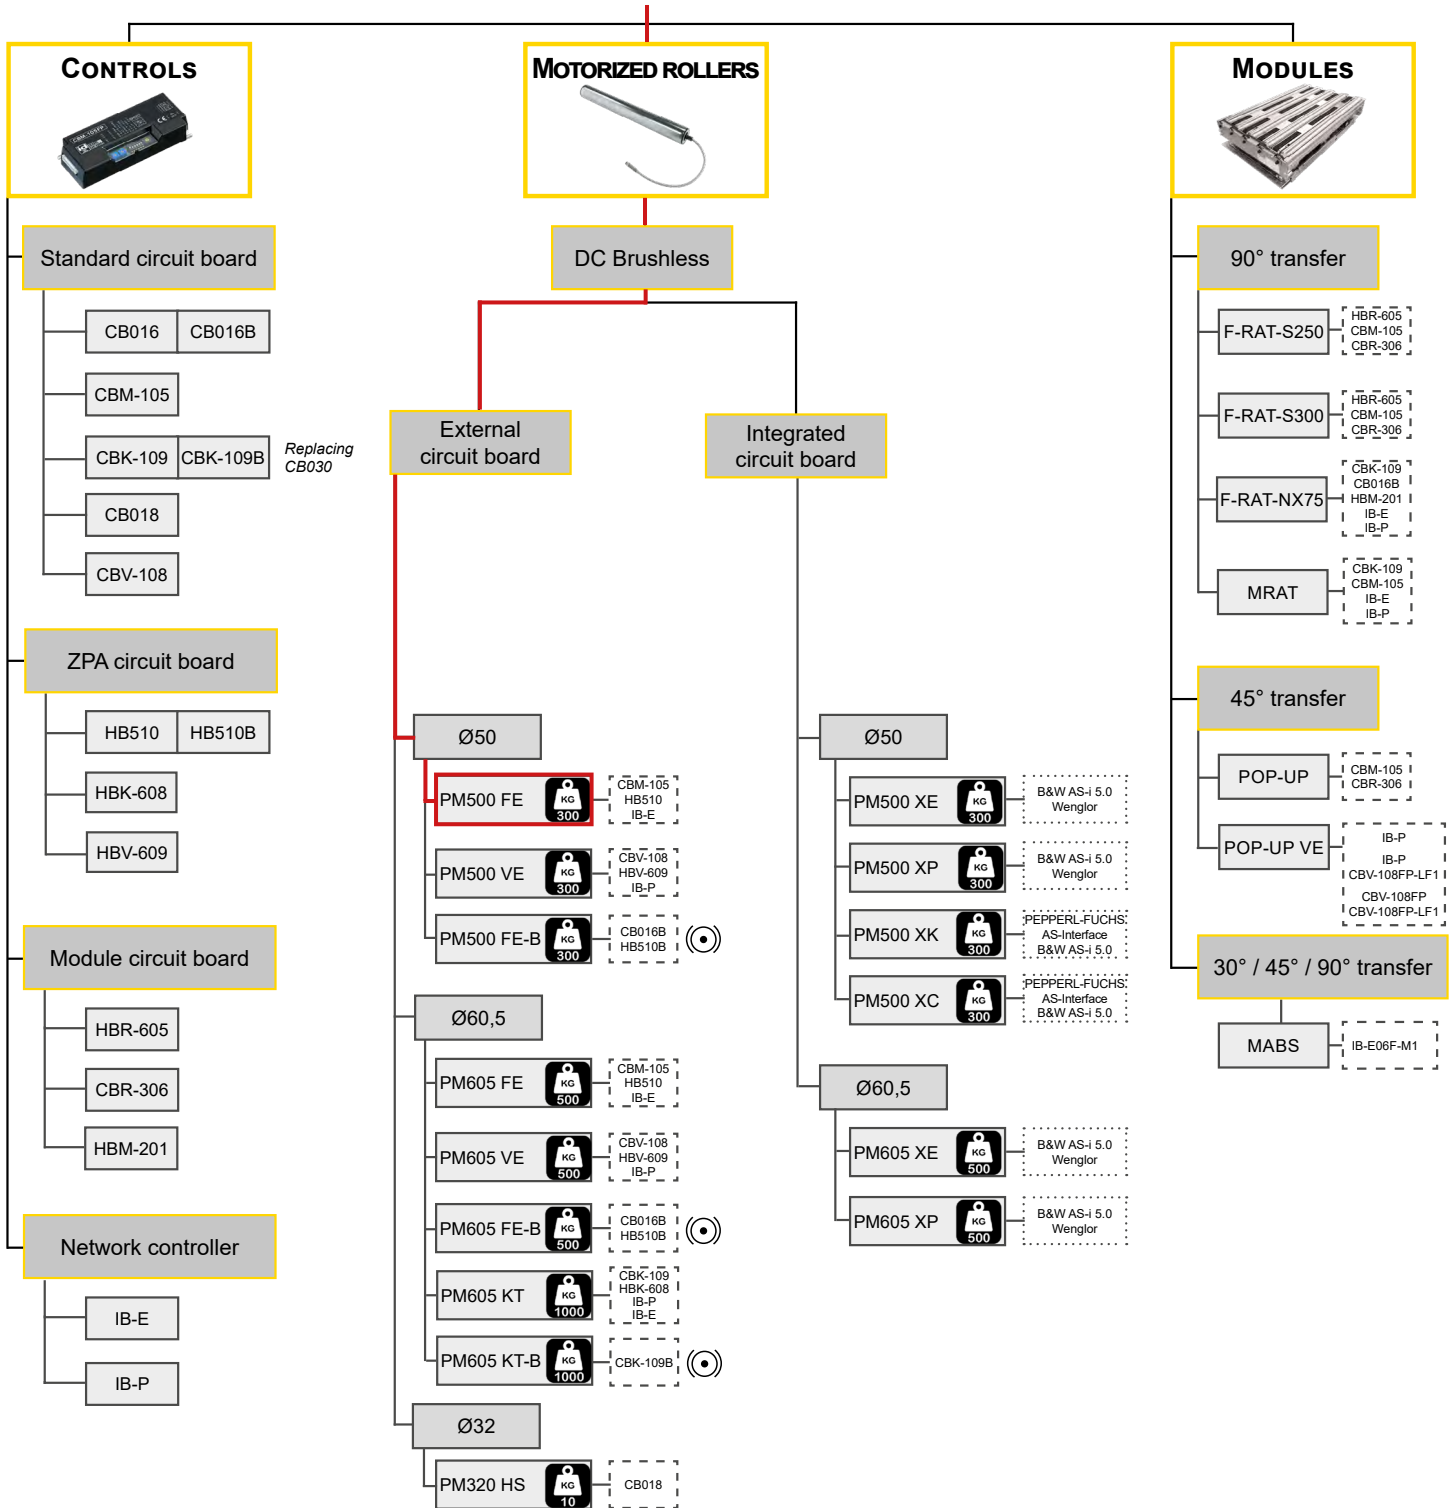 CONTROLS
CBM-105FP
Standard circuit board
CB016
CB016B
CBM-105
CBK-109
CBK-109B
Replacing
CB030
CB018
CBV-108
ZPA circuit board
HB510
HB510B
HBK-608
HBV-609
Module circuit board
HBR-605
CBR-306
HBM-201
Network controller
IB-E
IB-P
MOTORIZED ROLLERS
DC Brushless
External
circuit board
Ø50
PM500 FE
KG
300
CBM-105
HB510
IB-E
PM500 VE
KG
300
CBV-108
HBV-609
IB-P
PM500 FE-B
KG
300
CB016B
HB510B
Ø60,5
PM605 FE
KG
500
CBM-105
HB510
IB-E
PM605 VE
KG
500
CBV-108
HBV-609
IB-P
PM605 FE-B
KG
500
CB016B
HB510B
PM605 KT
KG
1000
CBK-109
HBK-608
IB-P
IB-E
PM605 KT-B
KG
1000
CBK-109B
Ø32
PM320 HS
KG
10
CB018
Integrated
circuit board
Ø50
PM500 XE
KG
300
B&W AS-i 5.0
Wenglor
PM500 XP
KG
300
B&W AS-i 5.0
Wenglor
PM500 XK
KG
300
PEPPERL-FUCHS
AS-Interface
B&W AS-i 5.0
PM500 XC
KG
300
PEPPERL-FUCHS
AS-Interface
B&W AS-i 5.0
Ø60,5
PM605 XE
KG
500
B&W AS-i 5.0
Wenglor
PM605 XP
KG
500
B&W AS-i 5.0
Wenglor
MODULES
90° transfer
F-RAT-S250
HBR-605
CBM-105
CBR-306
F-RAT-S300
HBR-605
CBM-105
CBR-306
F-RAT-NX75
CBK-109
CB016B
HBM-201
IB-E
IB-P
MRAT
CBK-109
CBM-105
IB-E
IB-P
45° transfer
POP-UP
CBM-105
CBR-306
POP-UP VE
IB-P
IB-P
CBV-108FP-LF1
CBV-108FP
CBV-108FP-LF1
30° / 45° / 90° transfer
MABS
IB-E06F-M1